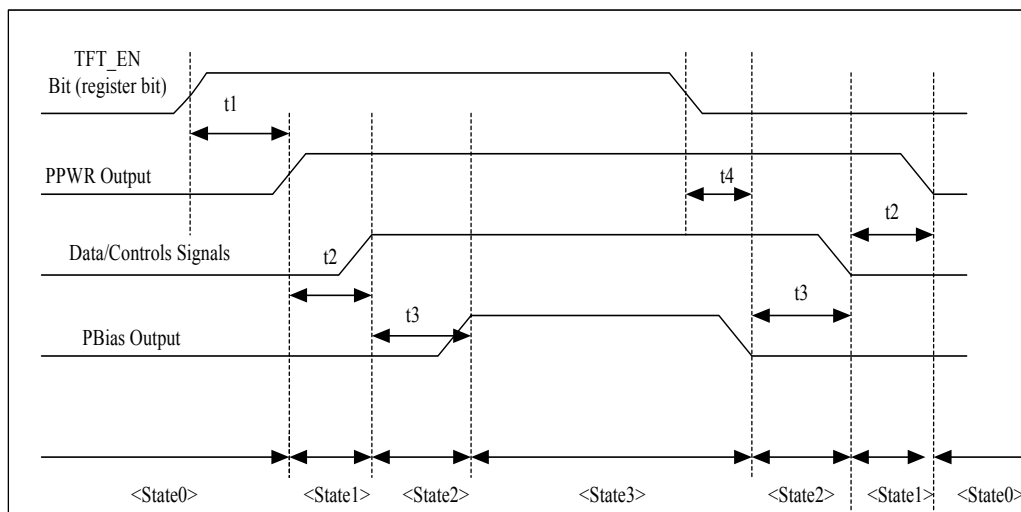 TFT_EN
Bit (register bit)
t1
PPWR Output
t4
t2
Data/Controls Signals
t2
t3
t3
PBias Output
<State0>
<State1>
<State2>
<State3>
<State2>
<State1>
<State0>